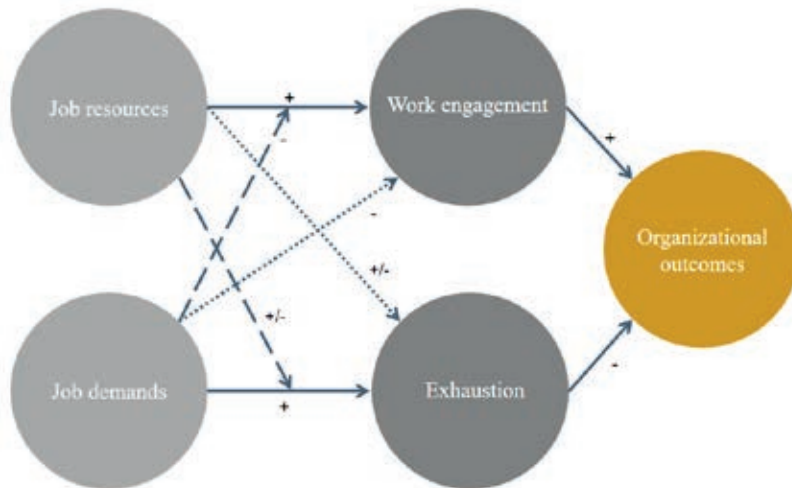 Job resources
+
Work engagement
-
+
-
Organizational
outcomes
+/-
+/-
Job demands
+
Exhaustion
-